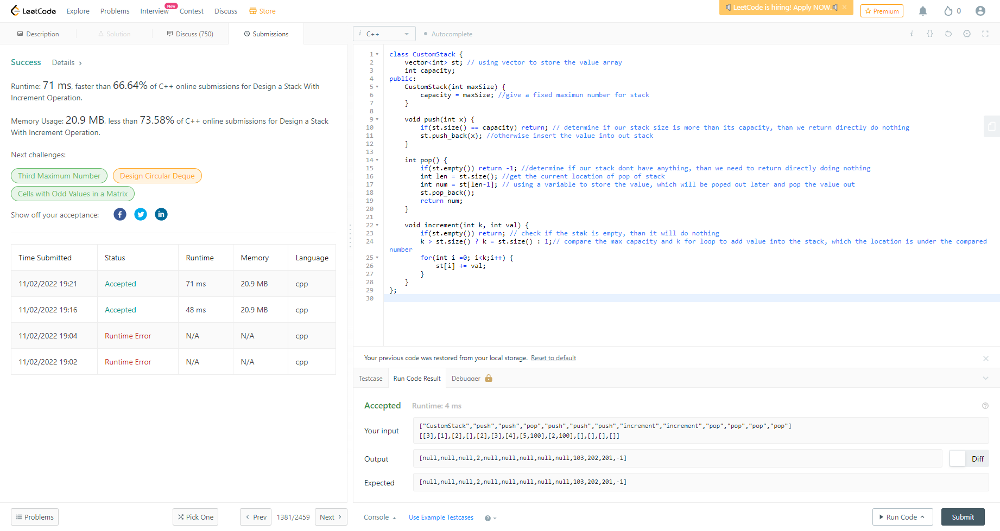 LeetCode Explore Problems Interview New Contest Discuss Store LeetCode is hiring! Apply NOW. × Premium 0
Description Solution Discuss (750) Submissions
Success Details >
Runtime: 71 ms, faster than 66.64% of C++ online submissions for Design a Stack With
Increment Operation.
Memory Usage: 20.9 MB, less than 73.58% of C++ online submissions for Design a Stack
With Increment Operation.
Next challenges:
Third Maximum Number Design Circular Deque
Cells with Odd Values in a Matrix
Show off your acceptance:
Time Submitted Status Runtime Memory Language
11/02/2022 19:21 Accepted 71 ms 20.9 MB cpp
11/02/2022 19:16 Accepted 48 ms 20.9 MB cpp
11/02/2022 19:04 Runtime Error N/A N/A cpp
11/02/2022 19:02 Runtime Error N/A N/A cpp
Problems Pick One < Prev 1381/2459 Next >
i C++ Autocomplete i {}
1 class CustomStack {
2 vector<int> st; // using vector to store the value array
3 int capacity;
4 public:
5 CustomStack(int maxSize) {
6 capacity = maxSize; //give a fixed maximun number for stack
7 }
8
9 void push(int x) {
10 if(st.size() == capacity) return; // determine if our stack size is more than its capacity, than we return directly do nothing
11 st.push_back(x); //otherwise insert the value into out stack
12 }
13
14 int pop() {
15 if(st.empty()) return -1; //determine if our stack dont have anything, than we need to return directly doing nothing
16 int len = st.size(); //get the current location of pop of stack
17 int num = st[len-1]; // using a variable to store the value, which will be poped out later and pop the value out
18 st.pop_back();
19 return num;
20 }
21
22 void increment(int k, int val) {
23 if(st.empty()) return; // check if the stak is empty, than it will do nothing
24 k > st.size() ? k = st.size() : 1;// compare the max capacity and k for loop to add value into the stack, which the location is under the compared
number
25 for(int i =0; i<k;i++) {
26 st[i] += val;
27 }
28 }
29 };
30
Your previous code was restored from your local storage. Reset to default
Testcase Run Code Result Debugger
Accepted Runtime: 4 ms
Your input
["CustomStack","push","push","pop","push","push","push","increment","increment","pop","pop","pop","pop"]
[[3],[1],[2],[],[2],[3],[4],[5,100],[2,100],[],[],[],[]]
Output [null,null,null,2,null,null,null,null,null,103,202,201,-1] Diff
Expected [null,null,null,2,null,null,null,null,null,103,202,201,-1]
Console Use Example Testcases ? Run Code Submit